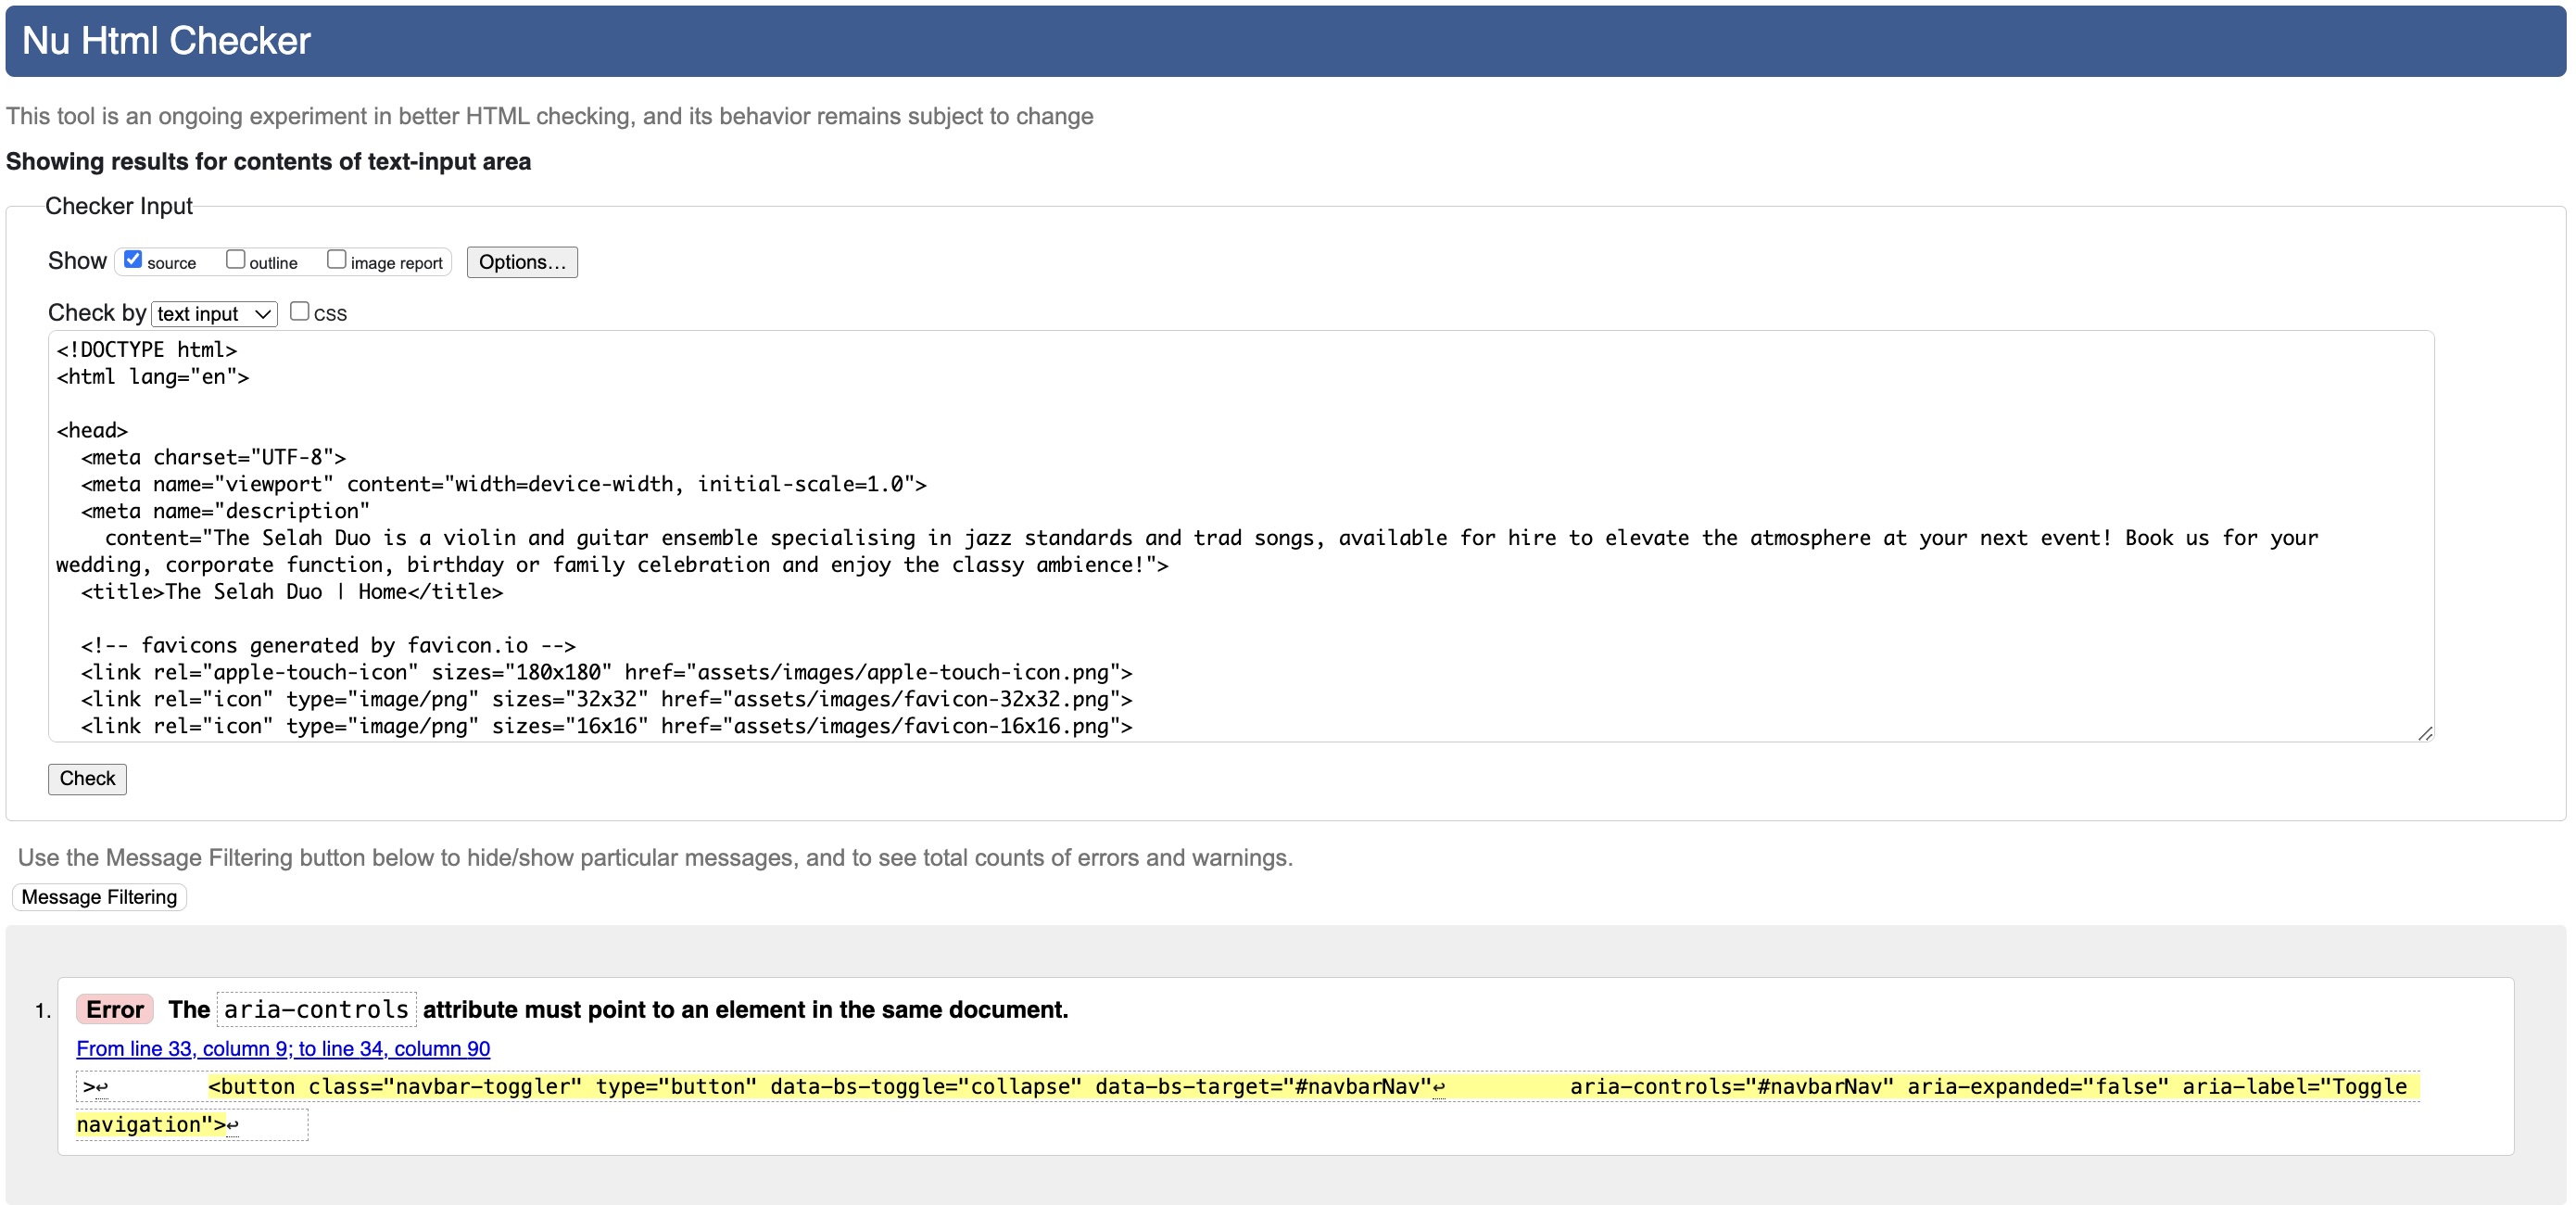 Nu Html Checker
This tool is an ongoing experiment in better HTML checking, and its behavior remains subject to change
Showing results for contents of text-input area
Checker Input
Show source outline image report Options...
Check by text input css
<!DOCTYPE html>
<html lang="en">
<head>
  <meta charset="UTF-8">
  <meta name="viewport" content="width=device-width, initial-scale=1.0">
  <meta name="description"
    content="The Selah Duo is a violin and guitar ensemble specialising in jazz standards and trad songs, available for hire to elevate the atmosphere at your next event! Book us for your
wedding, corporate function, birthday or family celebration and enjoy the classy ambience!">
  <title>The Selah Duo | Home</title>
  <!-- favicons generated by favicon.io -->
  <link rel="apple-touch-icon" sizes="180x180" href="assets/images/apple-touch-icon.png">
  <link rel="icon" type="image/png" sizes="32x32" href="assets/images/favicon-32x32.png">
  <link rel="icon" type="image/png" sizes="16x16" href="assets/images/favicon-16x16.png">
Check
Use the Message Filtering button below to hide/show particular messages, and to see total counts of errors and warnings.
Message Filtering
1. Error The aria-controls attribute must point to an element in the same document.
From line 33, column 9; to line 34, column 90
>↩        <button class="navbar-toggler" type="button" data-bs-toggle="collapse" data-bs-target="#navbarNav"↩          aria-controls="#navbarNav" aria-expanded="false" aria-label="Toggle
navigation">↩